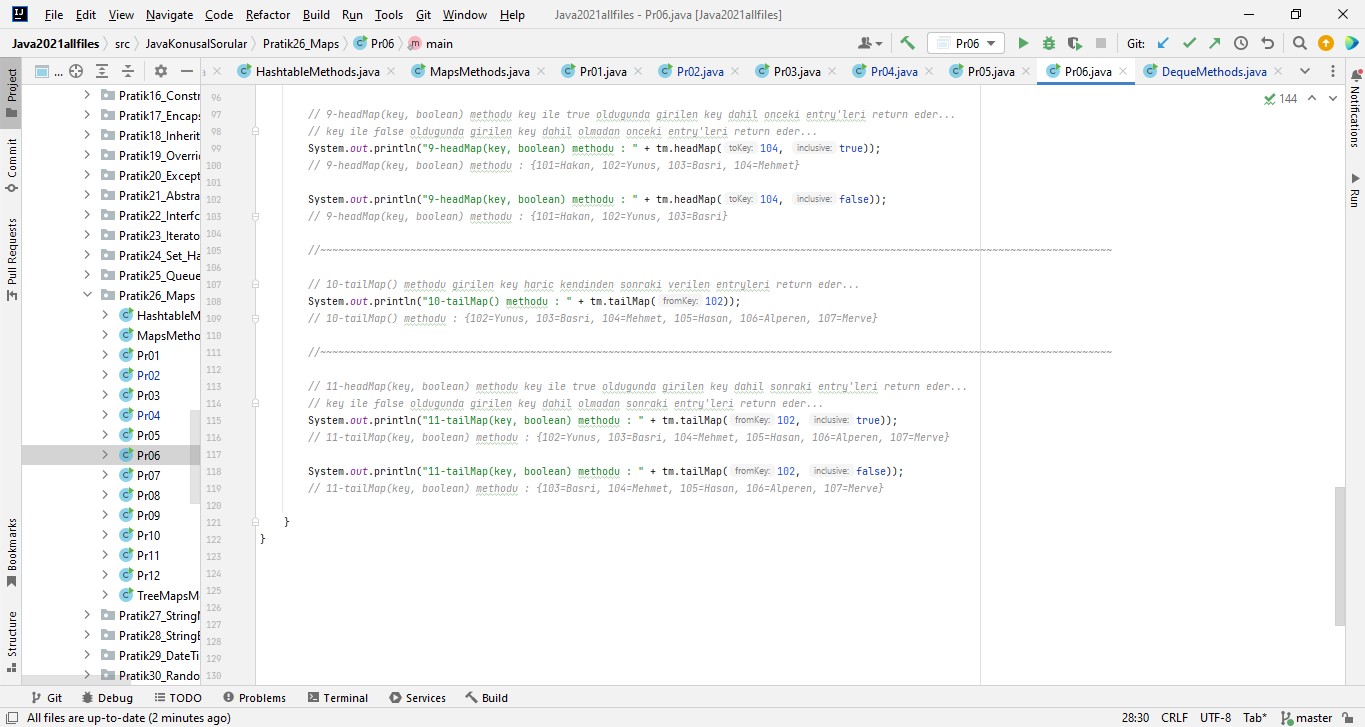 File Edit View Navigate Code Refactor Build Run Tools Git Window Help Java2021allfiles - Pr06.java [Java2021allfiles]
Java2021allfiles src JavaKonusalSorular Pratik26_Maps Pr06 main Pr06 Git:
Project ... HashtableMethods.java MapsMethods.java Pr01.java Pr02.java Pr03.java Pr04.java Pr05.java Pr06.java DequeMethods.java
Commit
Pull Requests
Bookmarks
Structure
Notifications
Run
144
Pratik16_Constr
Pratik17_Encaps
Pratik18_Inherit
Pratik19_Overri
Pratik20_Except
Pratik21_Abstra
Pratik22_Interfc
Pratik23_Iterato
Pratik24_Set_Ha
Pratik25_Queue
Pratik26_Maps
HashtableM
MapsMetho
Pr01
Pr02
Pr03
Pr04
Pr05
Pr06
Pr07
Pr08
Pr09
Pr10
Pr11
Pr12
TreeMapsM
Pratik27_String
Pratik28_StringB
Pratik29_DateTi
Pratik30_Rando
96
97 // 9-headMap(key, boolean) methodu key ile true oldugunda girilen key dahil onceki entry'leri return eder...
98 // key ile false oldugunda girilen key dahil olmadan onceki entry'leri return eder...
99 System.out.println("9-headMap(key, boolean) methodu : " + tm.headMap( toKey: 104, inclusive: true));
100 // 9-headMap(key, boolean) methodu : {101=Hakan, 102=Yunus, 103=Basri, 104=Mehmet}
101
102 System.out.println("9-headMap(key, boolean) methodu : " + tm.headMap( toKey: 104, inclusive: false));
103 // 9-headMap(key, boolean) methodu : {101=Hakan, 102=Yunus, 103=Basri}
104
105 //~~~~~~~~~~~~~~~~~~~~~~~~~~~~~~~~~~~~~~~~~~~~~~~~~~~~~~~~~~~~~~~~~~~~~~~~~~~~~~~~~~~~~~~~~~~~~~~~~~~~~~~~~~~~~~~~~~~~~~~~~~~~~~~~~~~~
106
107 // 10-tailMap() methodu girilen key haric kendinden sonraki verilen entryleri return eder...
108 System.out.println("10-tailMap() methodu : " + tm.tailMap( fromKey: 102));
109 // 10-tailMap() methodu : {102=Yunus, 103=Basri, 104=Mehmet, 105=Hasan, 106=Alperen, 107=Merve}
110
111 //~~~~~~~~~~~~~~~~~~~~~~~~~~~~~~~~~~~~~~~~~~~~~~~~~~~~~~~~~~~~~~~~~~~~~~~~~~~~~~~~~~~~~~~~~~~~~~~~~~~~~~~~~~~~~~~~~~~~~~~~~~~~~~~~~~~~
112
113 // 11-headMap(key, boolean) methodu key ile true oldugunda girilen key dahil sonraki entry'leri return eder...
114 // key ile false oldugunda girilen key dahil olmadan sonraki entry'leri return eder...
115 System.out.println("11-tailMap(key, boolean) methodu : " + tm.tailMap( fromKey: 102, inclusive: true));
116 // 11-tailMap(key, boolean) methodu : {102=Yunus, 103=Basri, 104=Mehmet, 105=Hasan, 106=Alperen, 107=Merve}
117
118 System.out.println("11-tailMap(key, boolean) methodu : " + tm.tailMap( fromKey: 102, inclusive: false));
119 // 11-tailMap(key, boolean) methodu : {103=Basri, 104=Mehmet, 105=Hasan, 106=Alperen, 107=Merve}
120
121 }
122 }
123
124
125
126
127
128
129
130
Git Debug TODO Problems Terminal Services Build
All files are up-to-date (2 minutes ago) 28:30 CRLF UTF-8 Tab* master